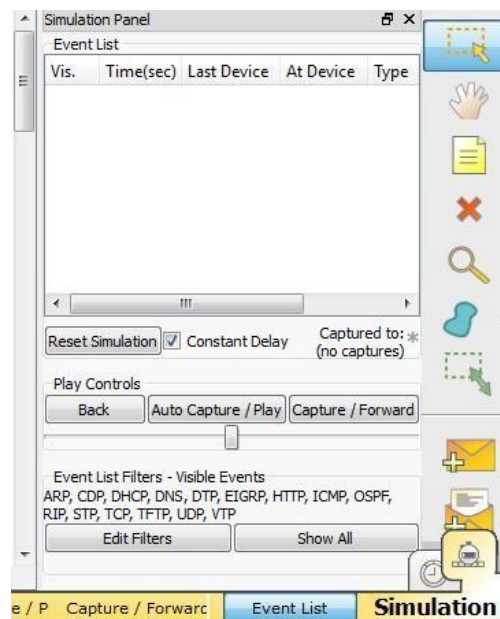 Simulation Panel
Event List
Vis. Time(sec) Last Device At Device Type
Reset Simulation Constant Delay Captured to: *
(no captures)
Play Controls
Back Auto Capture / Play Capture / Forward
Event List Filters - Visible Events
ARP, CDP, DHCP, DNS, DTP, EIGRP, HTTP, ICMP, OSPF,
RIP, STP, TCP, TFTP, UDP, VTP
Edit Filters Show All
e / P Capture / Forward Event List Simulation